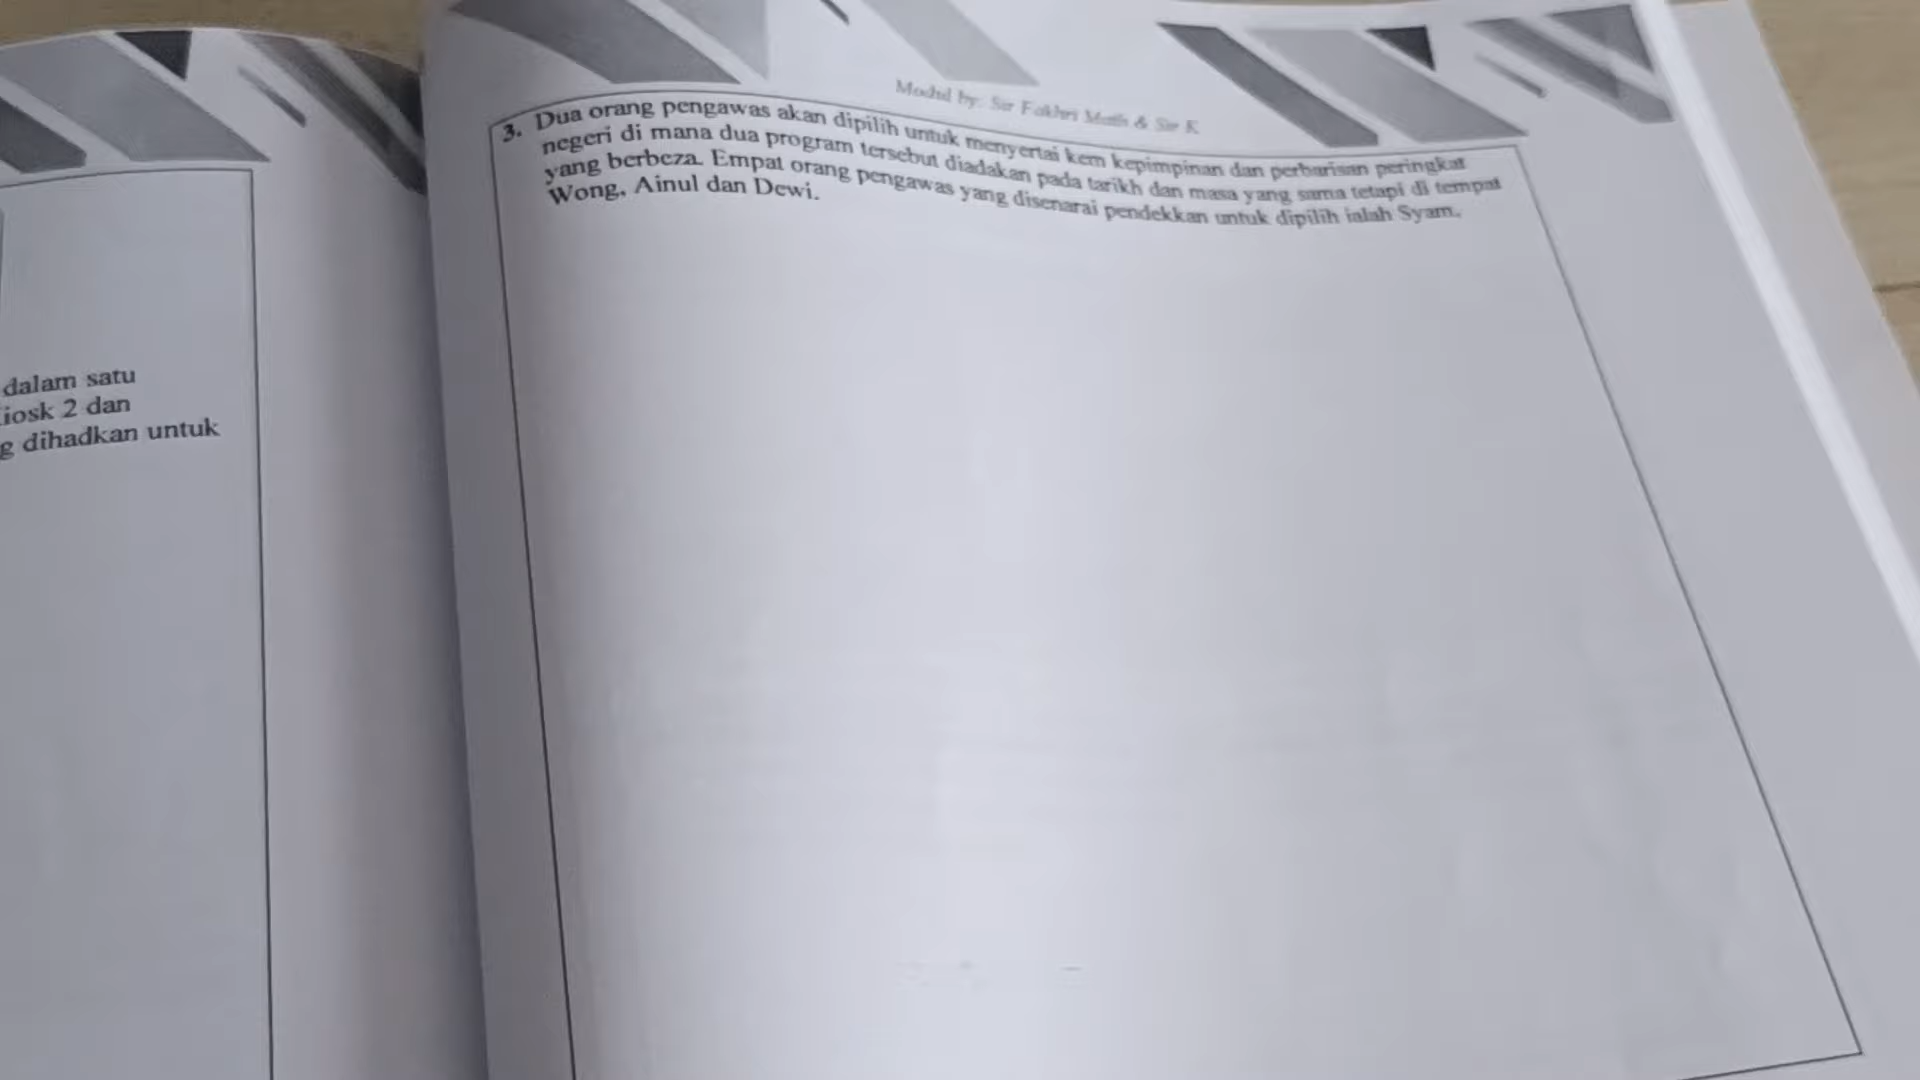 dalam satu
iosk 2 dan
g dihadkan untuk
Modul by: Sir Fakhri Math & Sir K
3. Dua orang pengawas akan dipilih untuk menyertai kem kepimpinan dan perbarisan peringkat
negeri di mana dua program tersebut diadakan pada tarikh dan masa yang sama tetapi di tempat
yang berbeza. Empat orang pengawas yang disenarai pendekkan untuk dipilih ialah Syam,
Wong, Ainul dan Dewi.